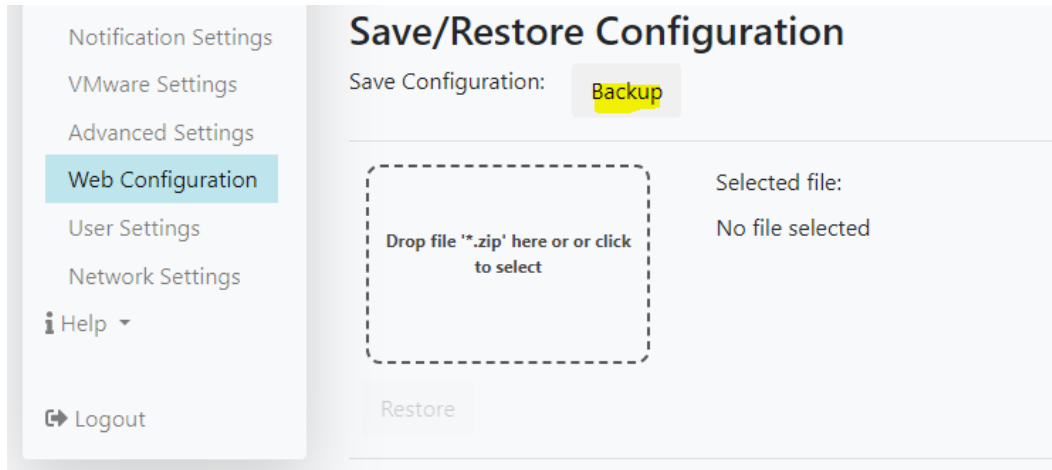 Notification Settings
VMware Settings
Advanced Settings
Web Configuration
User Settings
Network Settings
Help
Logout
Save/Restore Configuration
Save Configuration: Backup
Drop file '*.zip' here or or click
to select
Selected file:
No file selected
Restore